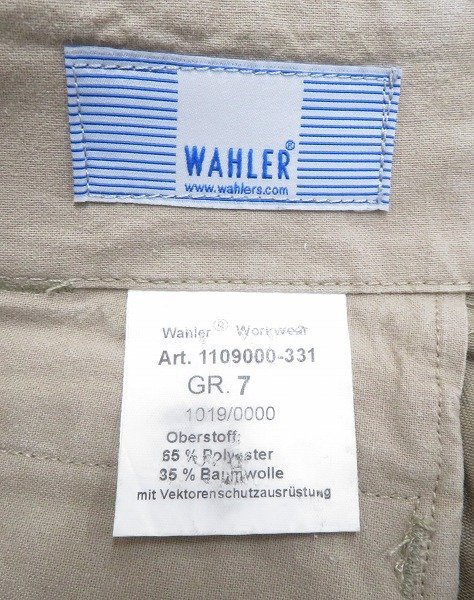 WAHLER®
www.wahlers.com
Wahler® Workwear
Art. 1109000-331
GR. 7
1019/0000
Oberstoff:
65 % Polyester
35 % Baumwolle
mit Vektorenschutzausrüstung